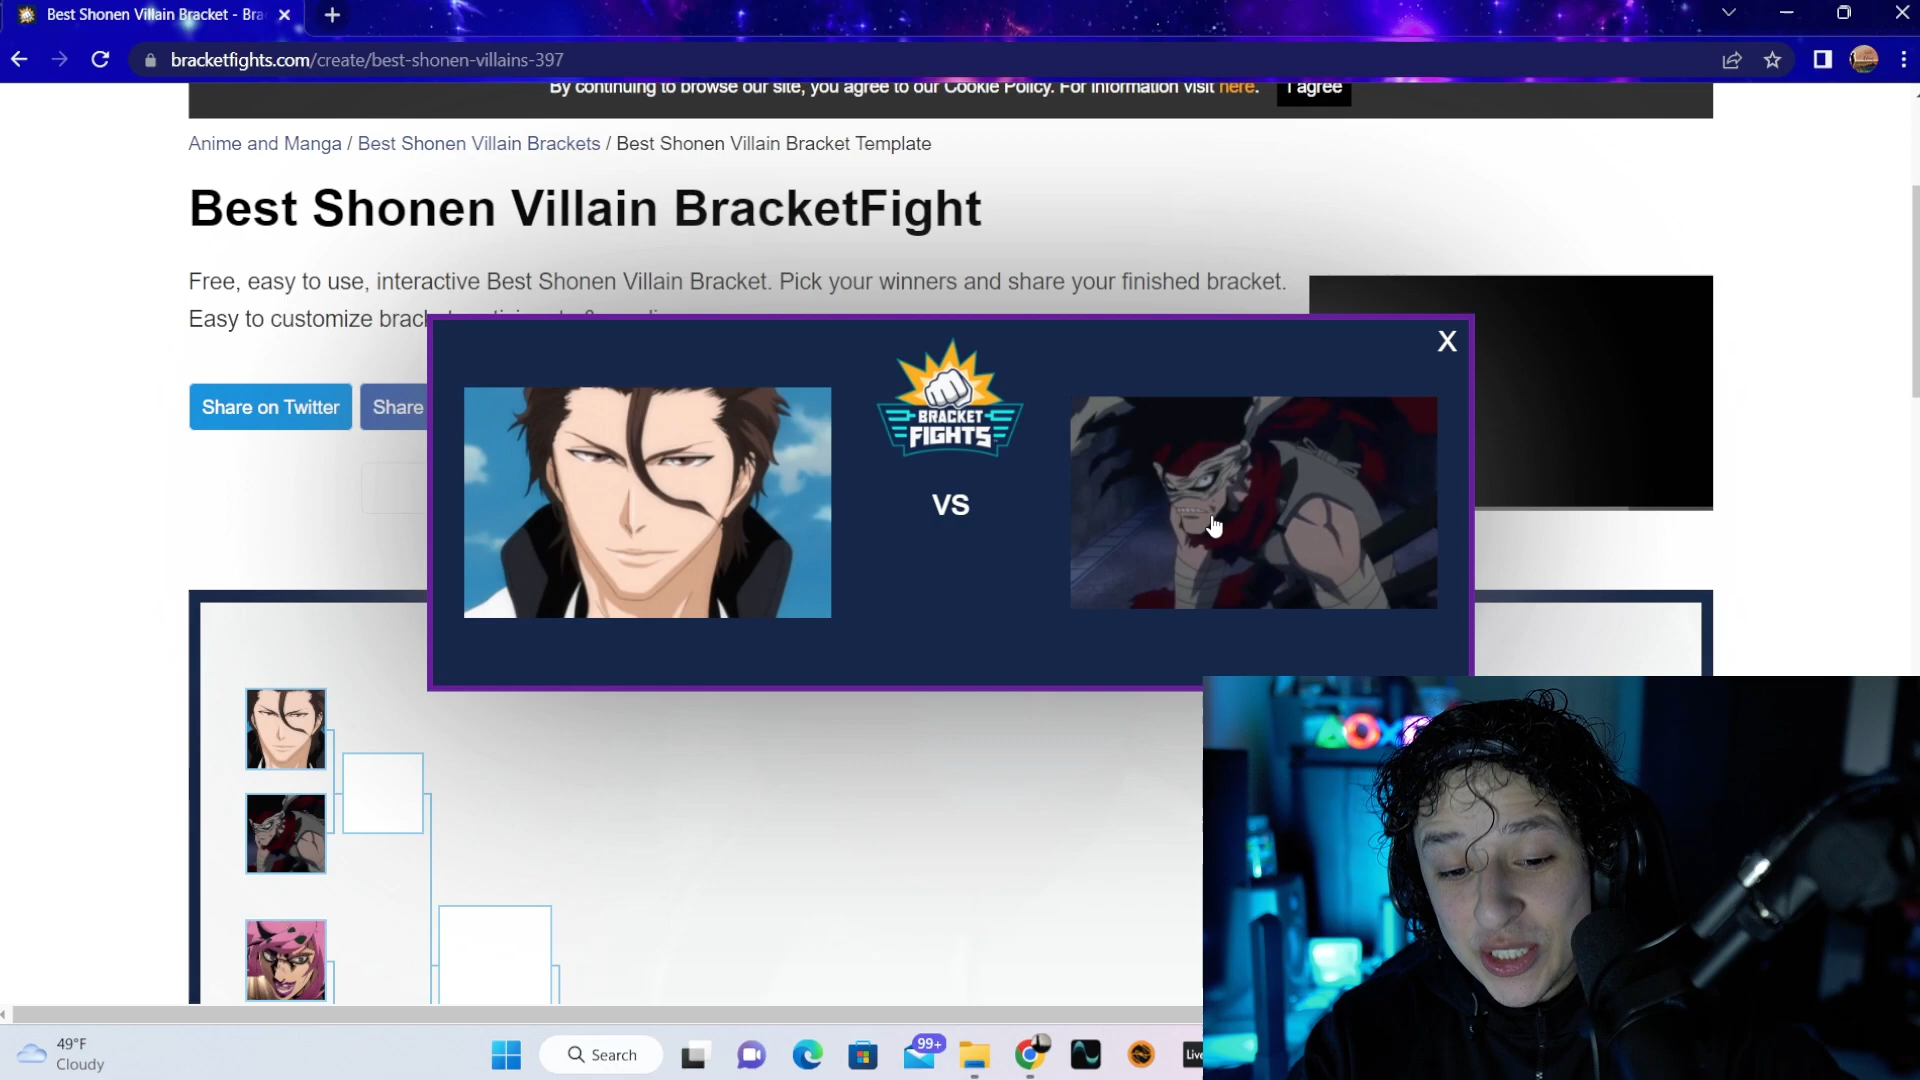 Best Shonen Villain Bracket - Bra
bracketfights.com/create/best-shonen-villains-397
By continuing to browse our site, you agree to our Cookie Policy. For information visit here.
I agree
Anime and Manga / Best Shonen Villain Brackets / Best Shonen Villain Bracket Template
Best Shonen Villain BracketFight
Free, easy to use, interactive Best Shonen Villain Bracket. Pick your winners and share your finished bracket.
Easy to customize
X
BRACKET
FIGHTS
VS
Share on Twitter
Share
49°F
Cloudy
Search
99+